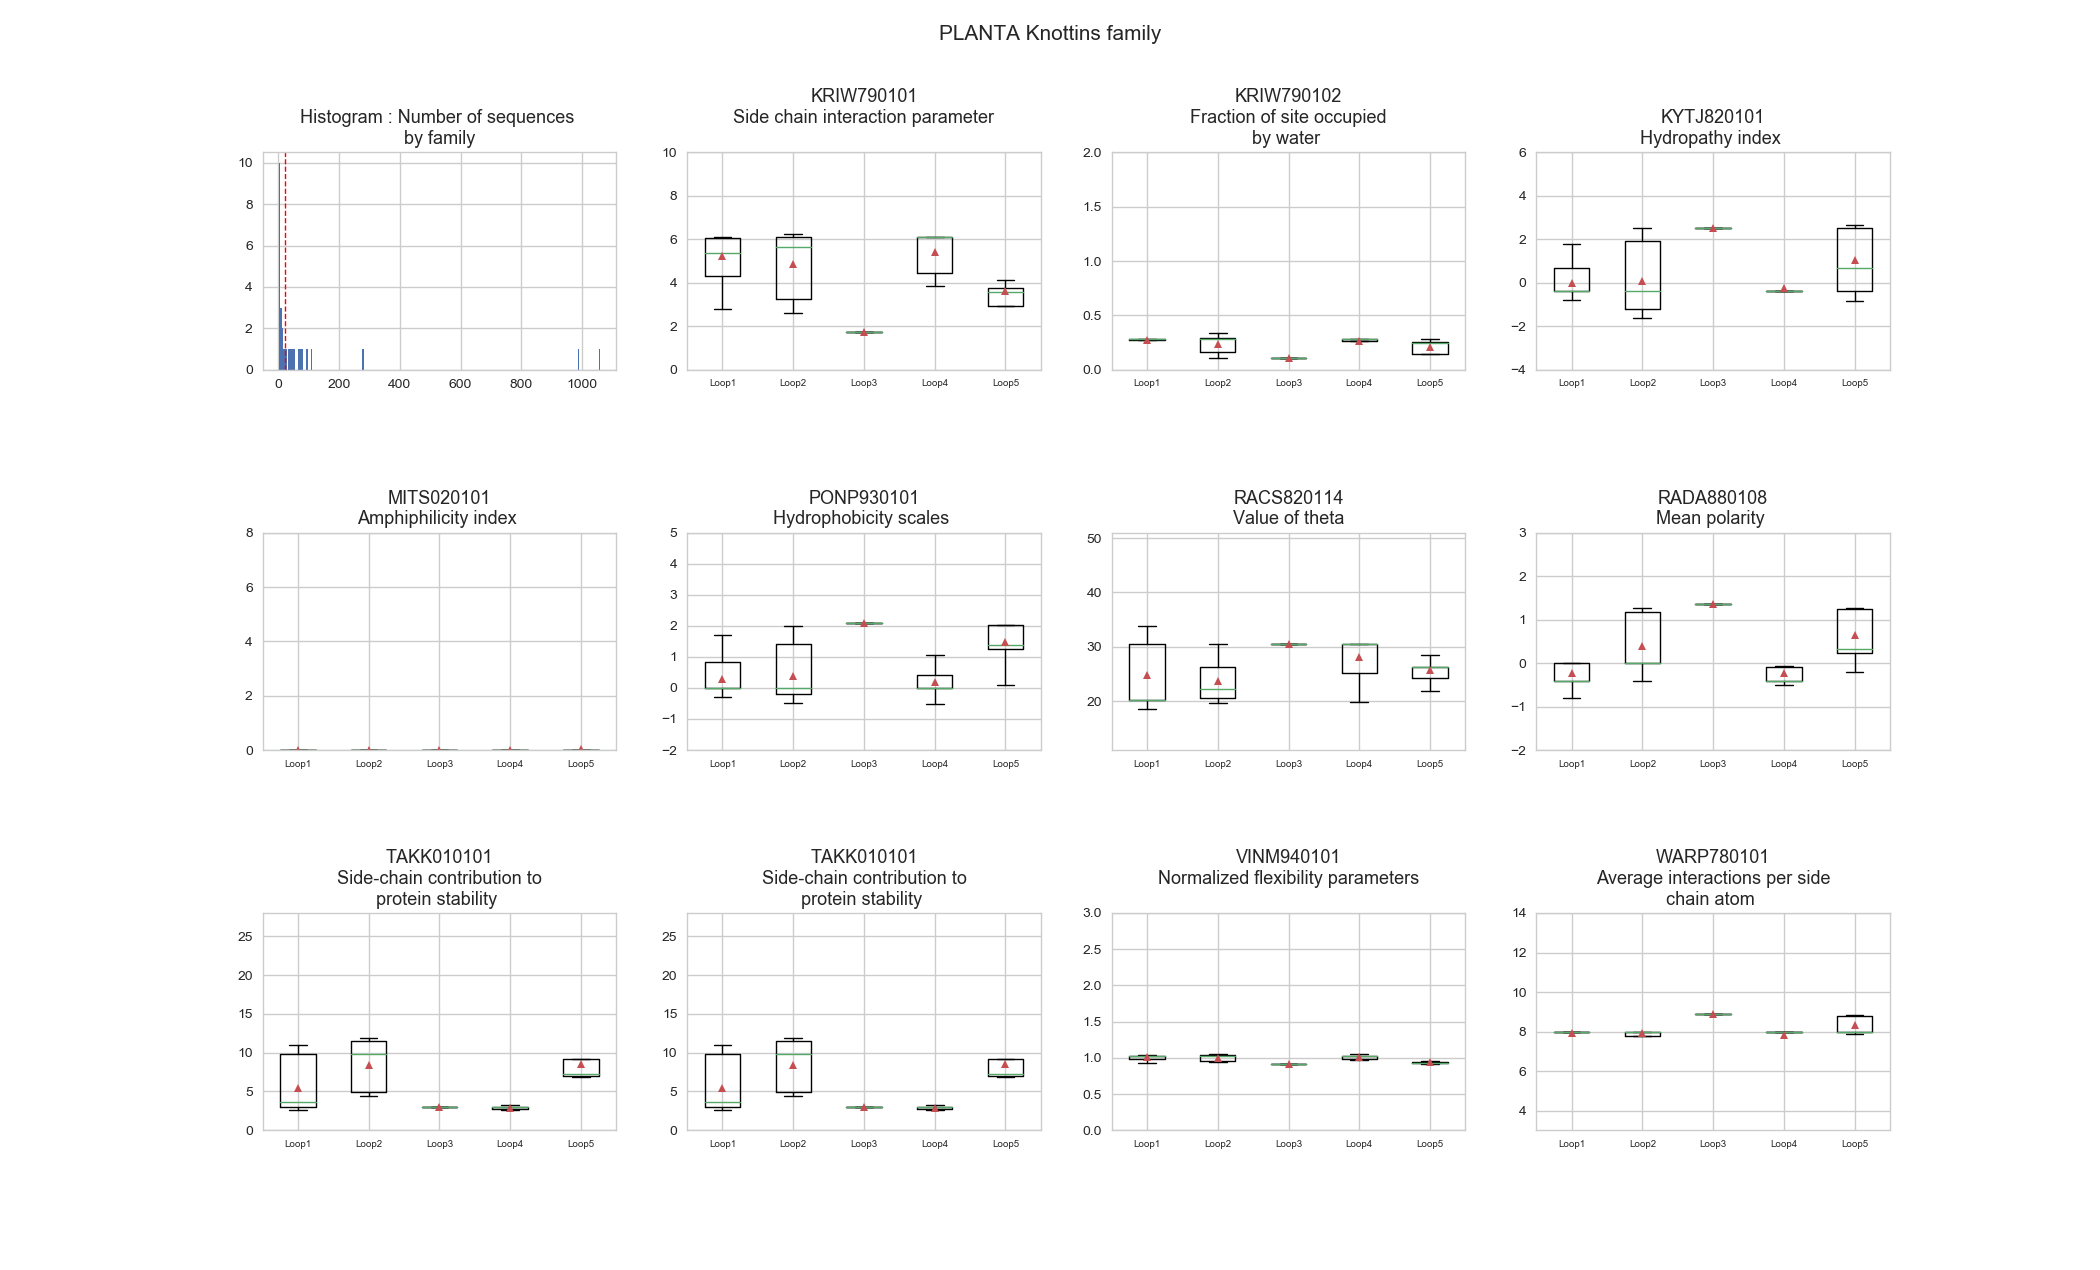 PLANTA Knottins family
Histogram : Number of sequences
by family
10
8
6
4
2
0
0 200 400 600 800 1000
KRIW790101
Side chain interaction parameter
10
8
6
4
2
0
Loop1 Loop2 Loop3 Loop4 Loop5
KRIW790102
Fraction of site occupied
by water
2.0
1.5
1.0
0.5
0.0
Loop1 Loop2 Loop3 Loop4 Loop5
KYTJ820101
Hydropathy index
6
4
2
0
−2
−4
Loop1 Loop2 Loop3 Loop4 Loop5
MITS020101
Amphiphilicity index
8
6
4
2
0
Loop1 Loop2 Loop3 Loop4 Loop5
PONP930101
Hydrophobicity scales
5
4
3
2
1
0
−1
−2
Loop1 Loop2 Loop3 Loop4 Loop5
RACS820114
Value of theta
50
40
30
20
Loop1 Loop2 Loop3 Loop4 Loop5
RADA880108
Mean polarity
3
2
1
0
−1
−2
Loop1 Loop2 Loop3 Loop4 Loop5
TAKK010101
Side-chain contribution to
protein stability
25
20
15
10
5
0
Loop1 Loop2 Loop3 Loop4 Loop5
TAKK010101
Side-chain contribution to
protein stability
25
20
15
10
5
0
Loop1 Loop2 Loop3 Loop4 Loop5
VINM940101
Normalized flexibility parameters
3.0
2.5
2.0
1.5
1.0
0.5
0.0
Loop1 Loop2 Loop3 Loop4 Loop5
WARP780101
Average interactions per side
chain atom
14
12
10
8
6
4
Loop1 Loop2 Loop3 Loop4 Loop5